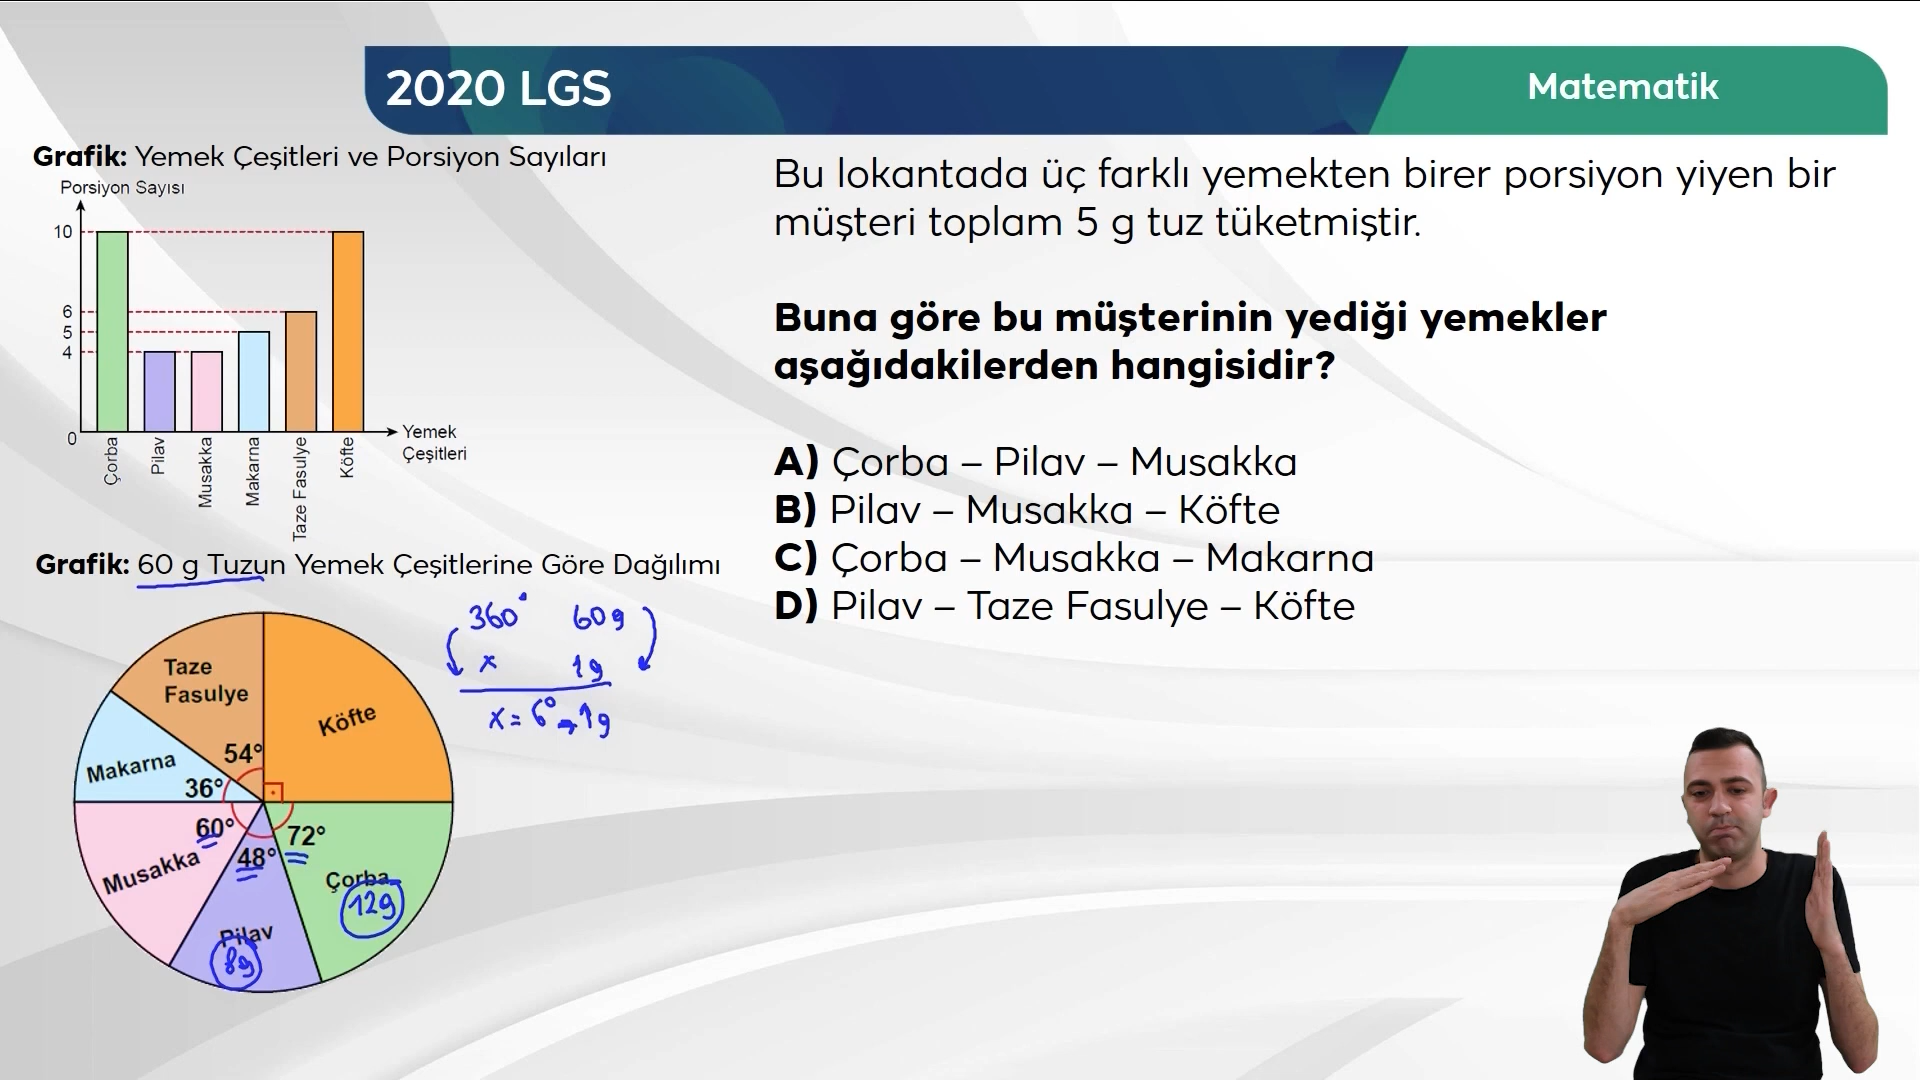 2020 LGS
Matematik
Grafik: Yemek Çeşitleri ve Porsiyon Sayıları
Porsiyon Sayısı
10
6
5
4
0
Çorba
Pilav
Musakka
Makarna
Taze Fasulye
Köfte
Yemek
Çeşitleri
Grafik: 60 g Tuzun Yemek Çeşitlerine Göre Dağılımı
Taze
Fasulye
Köfte
54°
Makarna
36°
60°
72°
48°
Musakka
Çorba
12g
Pilav
8g
360° 60g
x 1g
x = 6° → 1g
Bu lokantada üç farklı yemekten birer porsiyon yiyen bir
müşteri toplam 5 g tuz tüketmiştir.
Buna göre bu müşterinin yediği yemekler
aşağıdakilerden hangisidir?
A) Çorba – Pilav – Musakka
B) Pilav – Musakka – Köfte
C) Çorba – Musakka – Makarna
D) Pilav – Taze Fasulye – Köfte